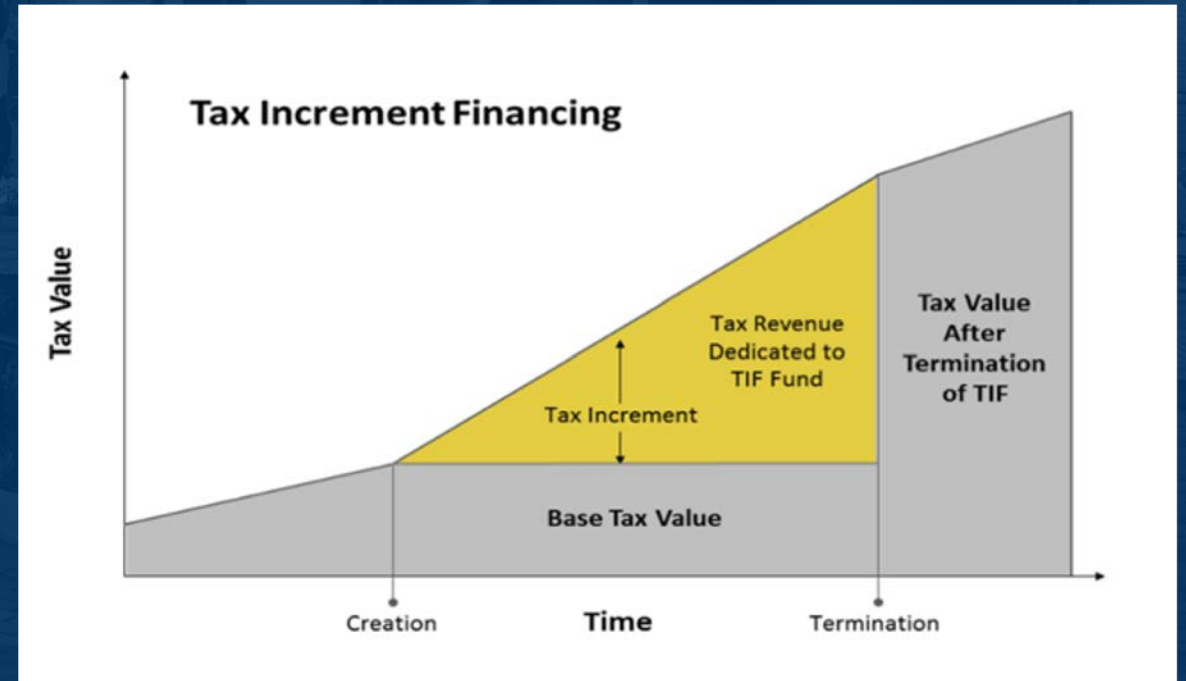 Tax Increment Financing
Tax Value
Tax Revenue
Dedicated to
TIF Fund
Tax Increment
Tax Value
After
Termination
of TIF
Base Tax Value
Creation
Time
Termination